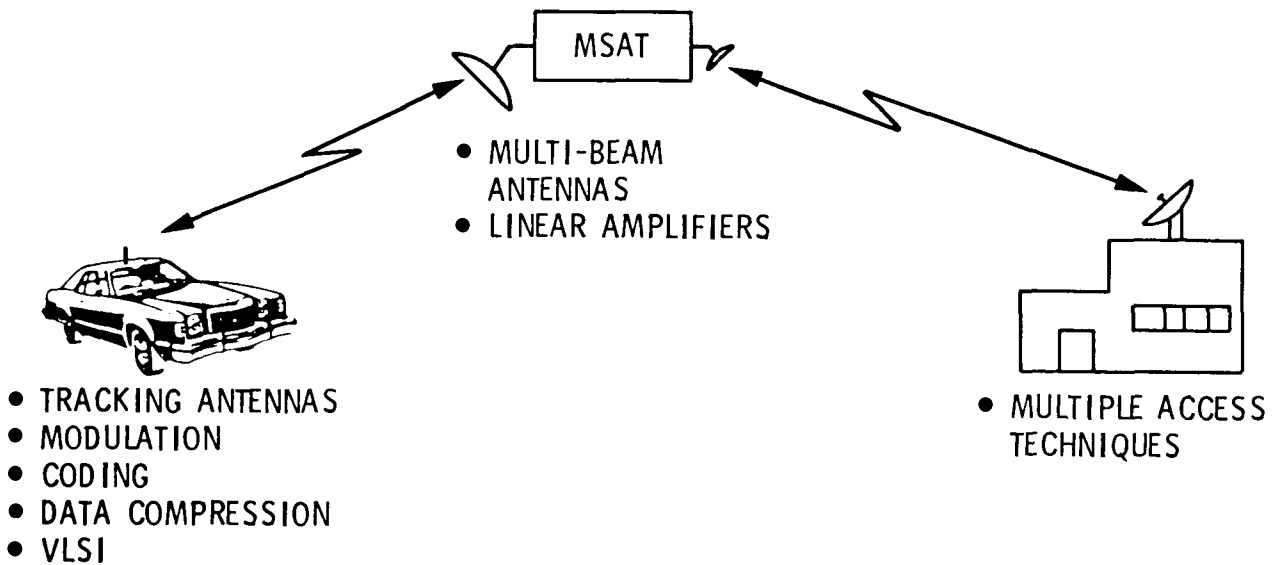 MSAT
• MULTI-BEAM
ANTENNAS
• LINEAR AMPLIFIERS
• TRACKING ANTENNAS
• MODULATION
• CODING
• DATA COMPRESSION
• VLSI
• MULTIPLE ACCESS
TECHNIQUES